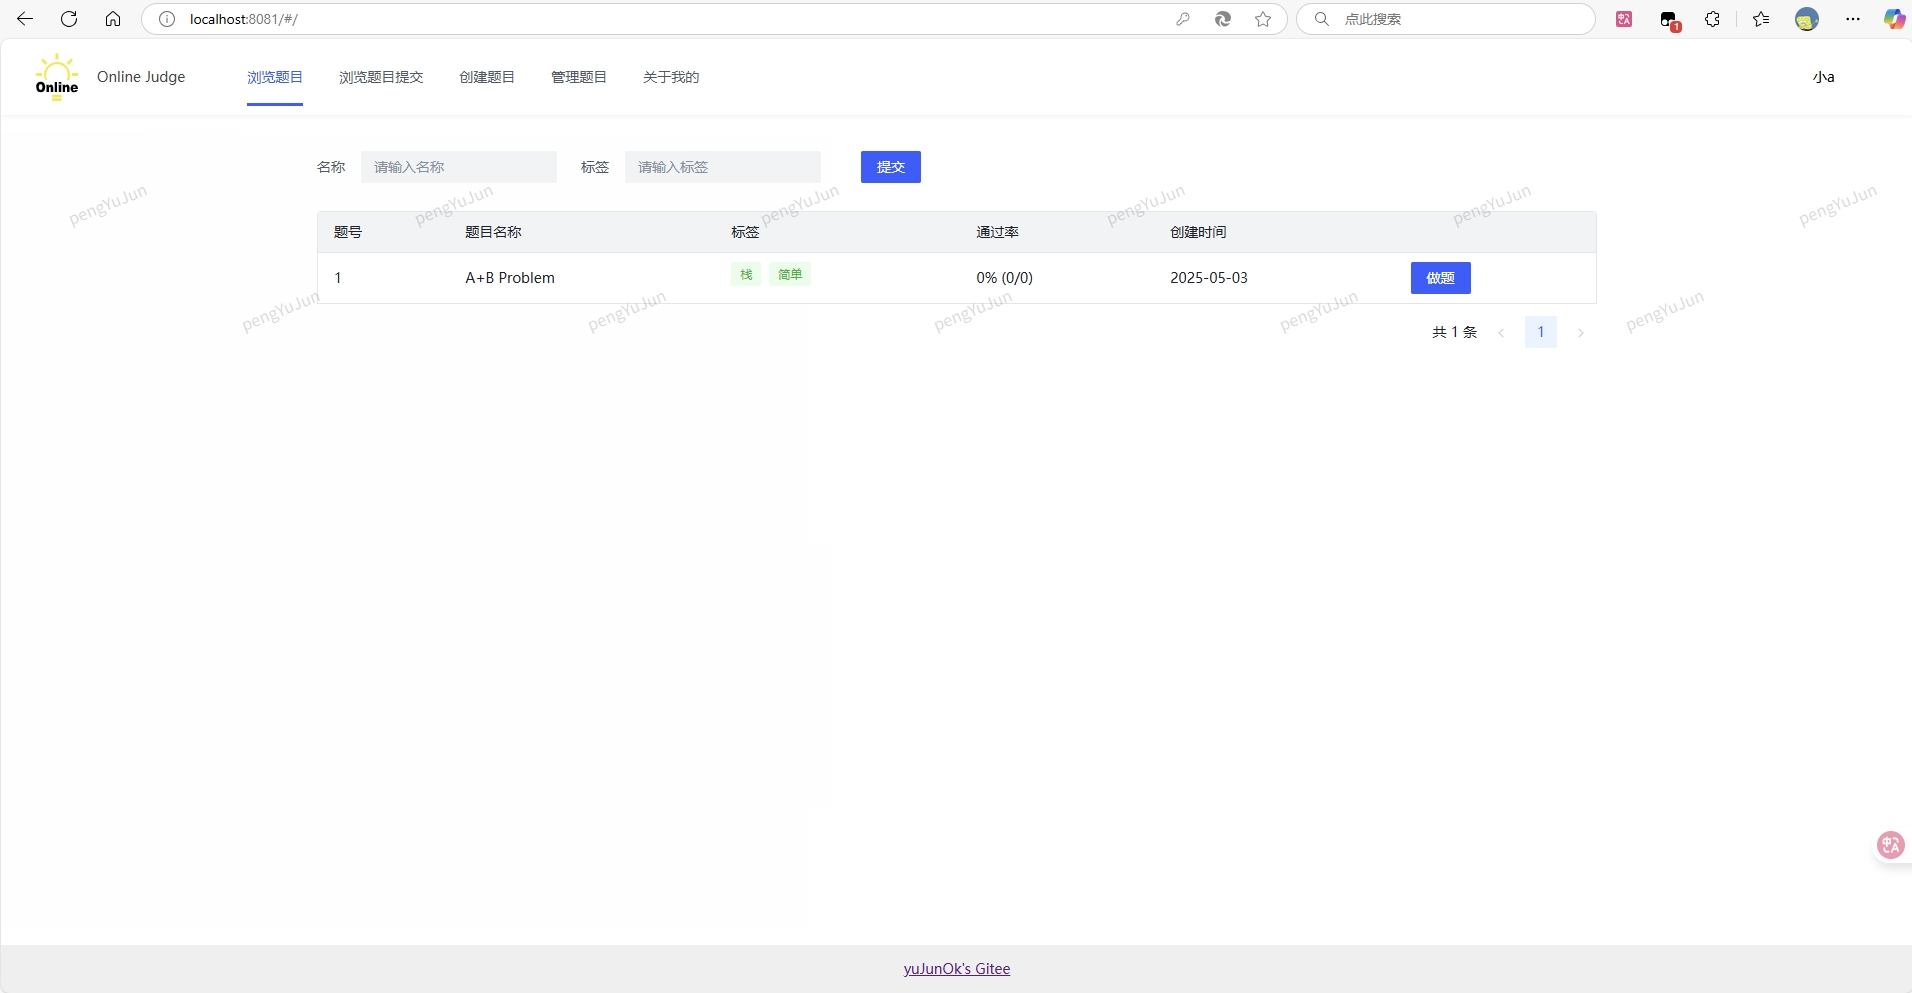 localhost:8081/#/
点此搜索
1
Online
Online Judge
浏览题目
浏览题目提交
创建题目
管理题目
关于我的
小a
名称
请输入名称
标签
请输入标签
提交
pengYuJun pengYuJun pengYuJun pengYuJun pengYuJun pengYuJun
题号 题目名称 标签 通过率 创建时间
1 A+B Problem 栈 简单 0% (0/0) 2025-05-03 做题
pengYuJun pengYuJun pengYuJun pengYuJun pengYuJun
共 1 条 1
中A
yuJunOk's Gitee